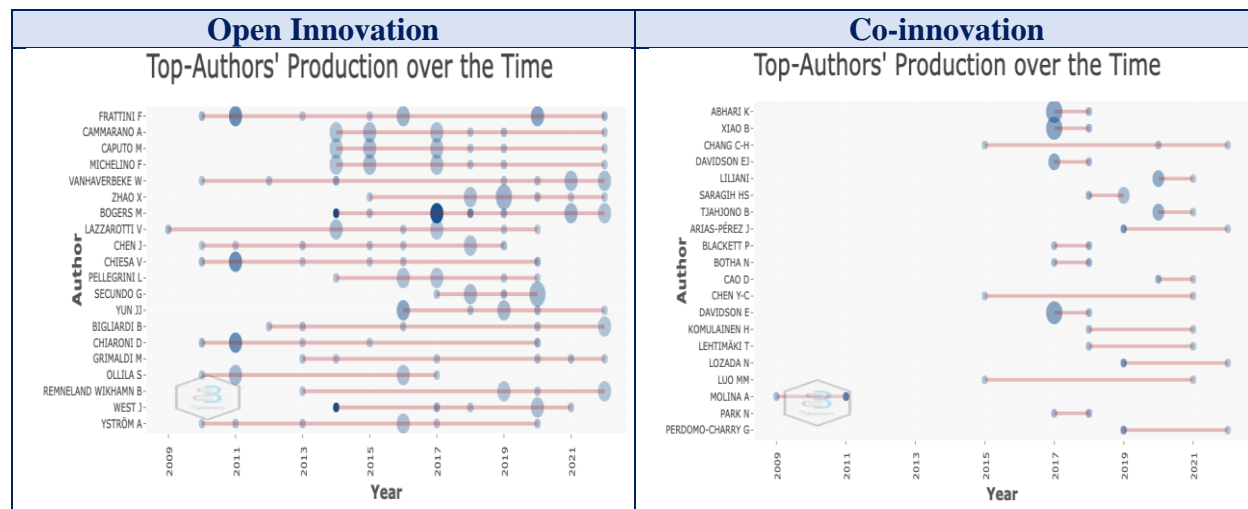 Open Innovation
Co-innovation
Top-Authors' Production over the Time
FRATTINI F
CAMMARANO A
CAPUTO M
MICHELINO F
VANHAVERBEKE W
ZHAO X
BOGERS M
LAZZAROTTI V
CHEN J
CHIESA V
PELLEGRINI L
SECUNDO G
YUN JJ
BIGLIARDI B
CHIARONI D
GRIMALDI M
OLLILA S
REMNELAND WIKHAMN B
WEST J
YSTRÖM A
Author
2009 2011 2013 2015 2017 2019 2021
Year
Top-Authors' Production over the Time
ABHARI K
XIAO B
CHANG C-H
DAVIDSON EJ
LILIANI
SARAGIH HS
TJAHJONO B
ARIAS-PÉREZ J
BLACKETT P
BOTHA N
CAO D
CHEN Y-C
DAVIDSON E
KOMULAINEN H
LEHTIMÄKI T
LOZADA N
LUO MM
MOLINA A
PARK N
PERDOMO-CHARRY G
Author
2009 2011 2013 2015 2017 2019 2021
Year